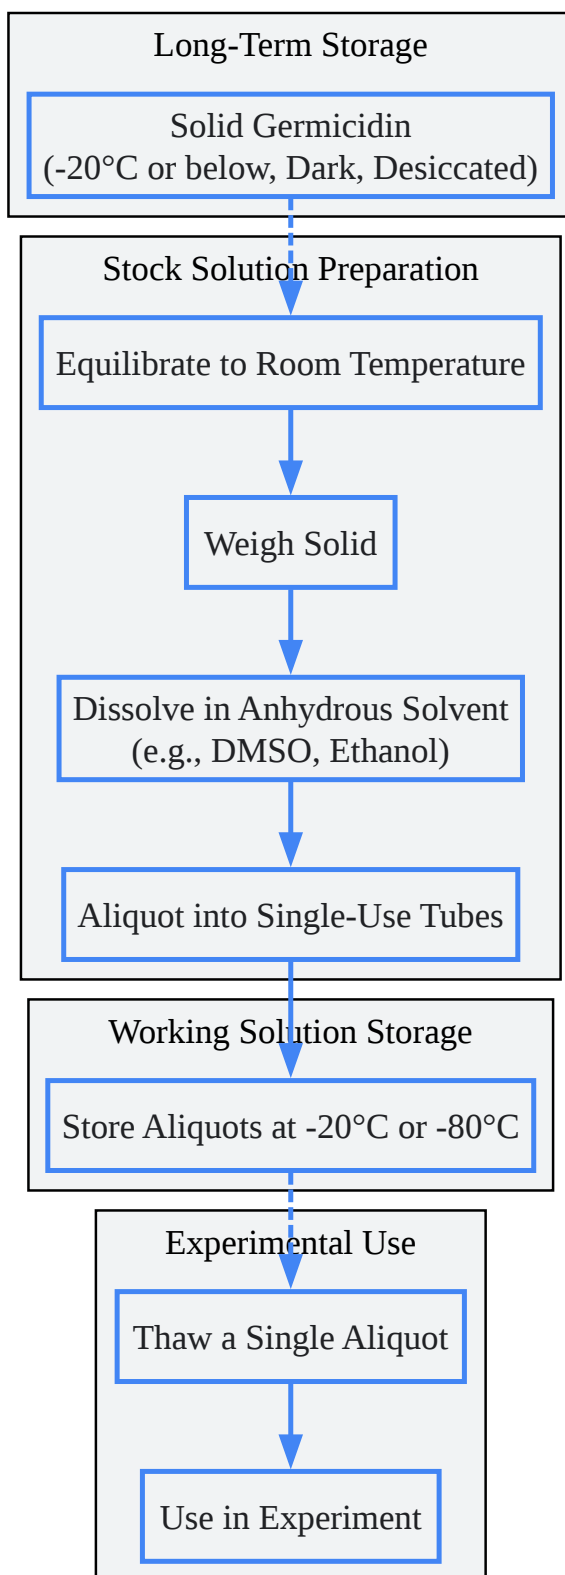 Long-Term Storage
Solid Germicidin
(-20°C or below, Dark, Desiccated)
Stock Solution Preparation
Equilibrate to Room Temperature
Weigh Solid
Dissolve in Anhydrous Solvent
(e.g., DMSO, Ethanol)
Aliquot into Single-Use Tubes
Working Solution Storage
Store Aliquots at -20°C or -80°C
Experimental Use
Thaw a Single Aliquot
Use in Experiment